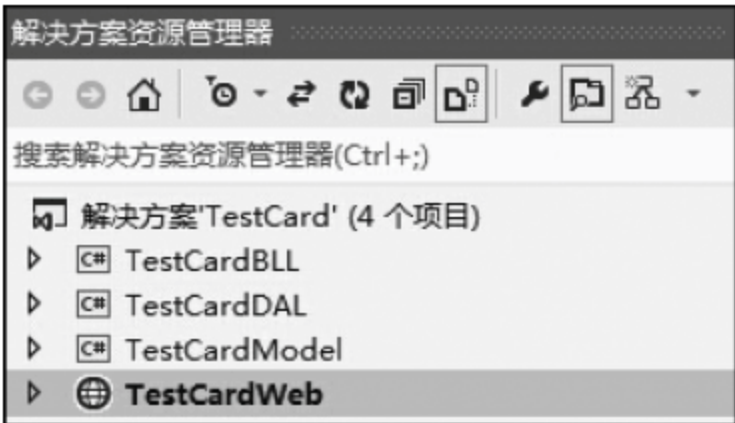 解决方案资源管理器
搜索解决方案资源管理器(Ctrl+;)
解决方案'TestCard' (4 个项目)
C# TestCardBLL
C# TestCardDAL
C# TestCardModel
TestCardWeb